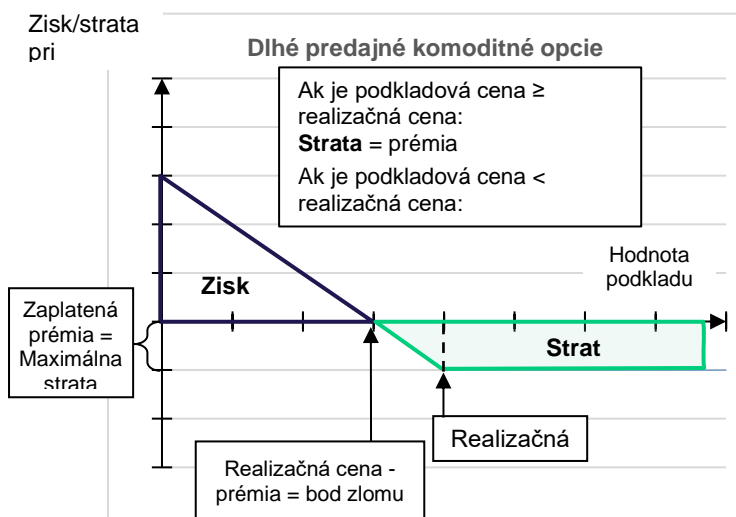 Zisk/strata
pri
Dlhé predajné komoditné opcie
Ak je podkladová cena ≥
realizačná cena:
Strata = prémia
Ak je podkladová cena <
realizačná cena:
Hodnota
podkladu
Zisk
Zaplatená
prémia =
Maximálna
strata
Strat
Realizačná
Realizačná cena -
prémia = bod zlomu